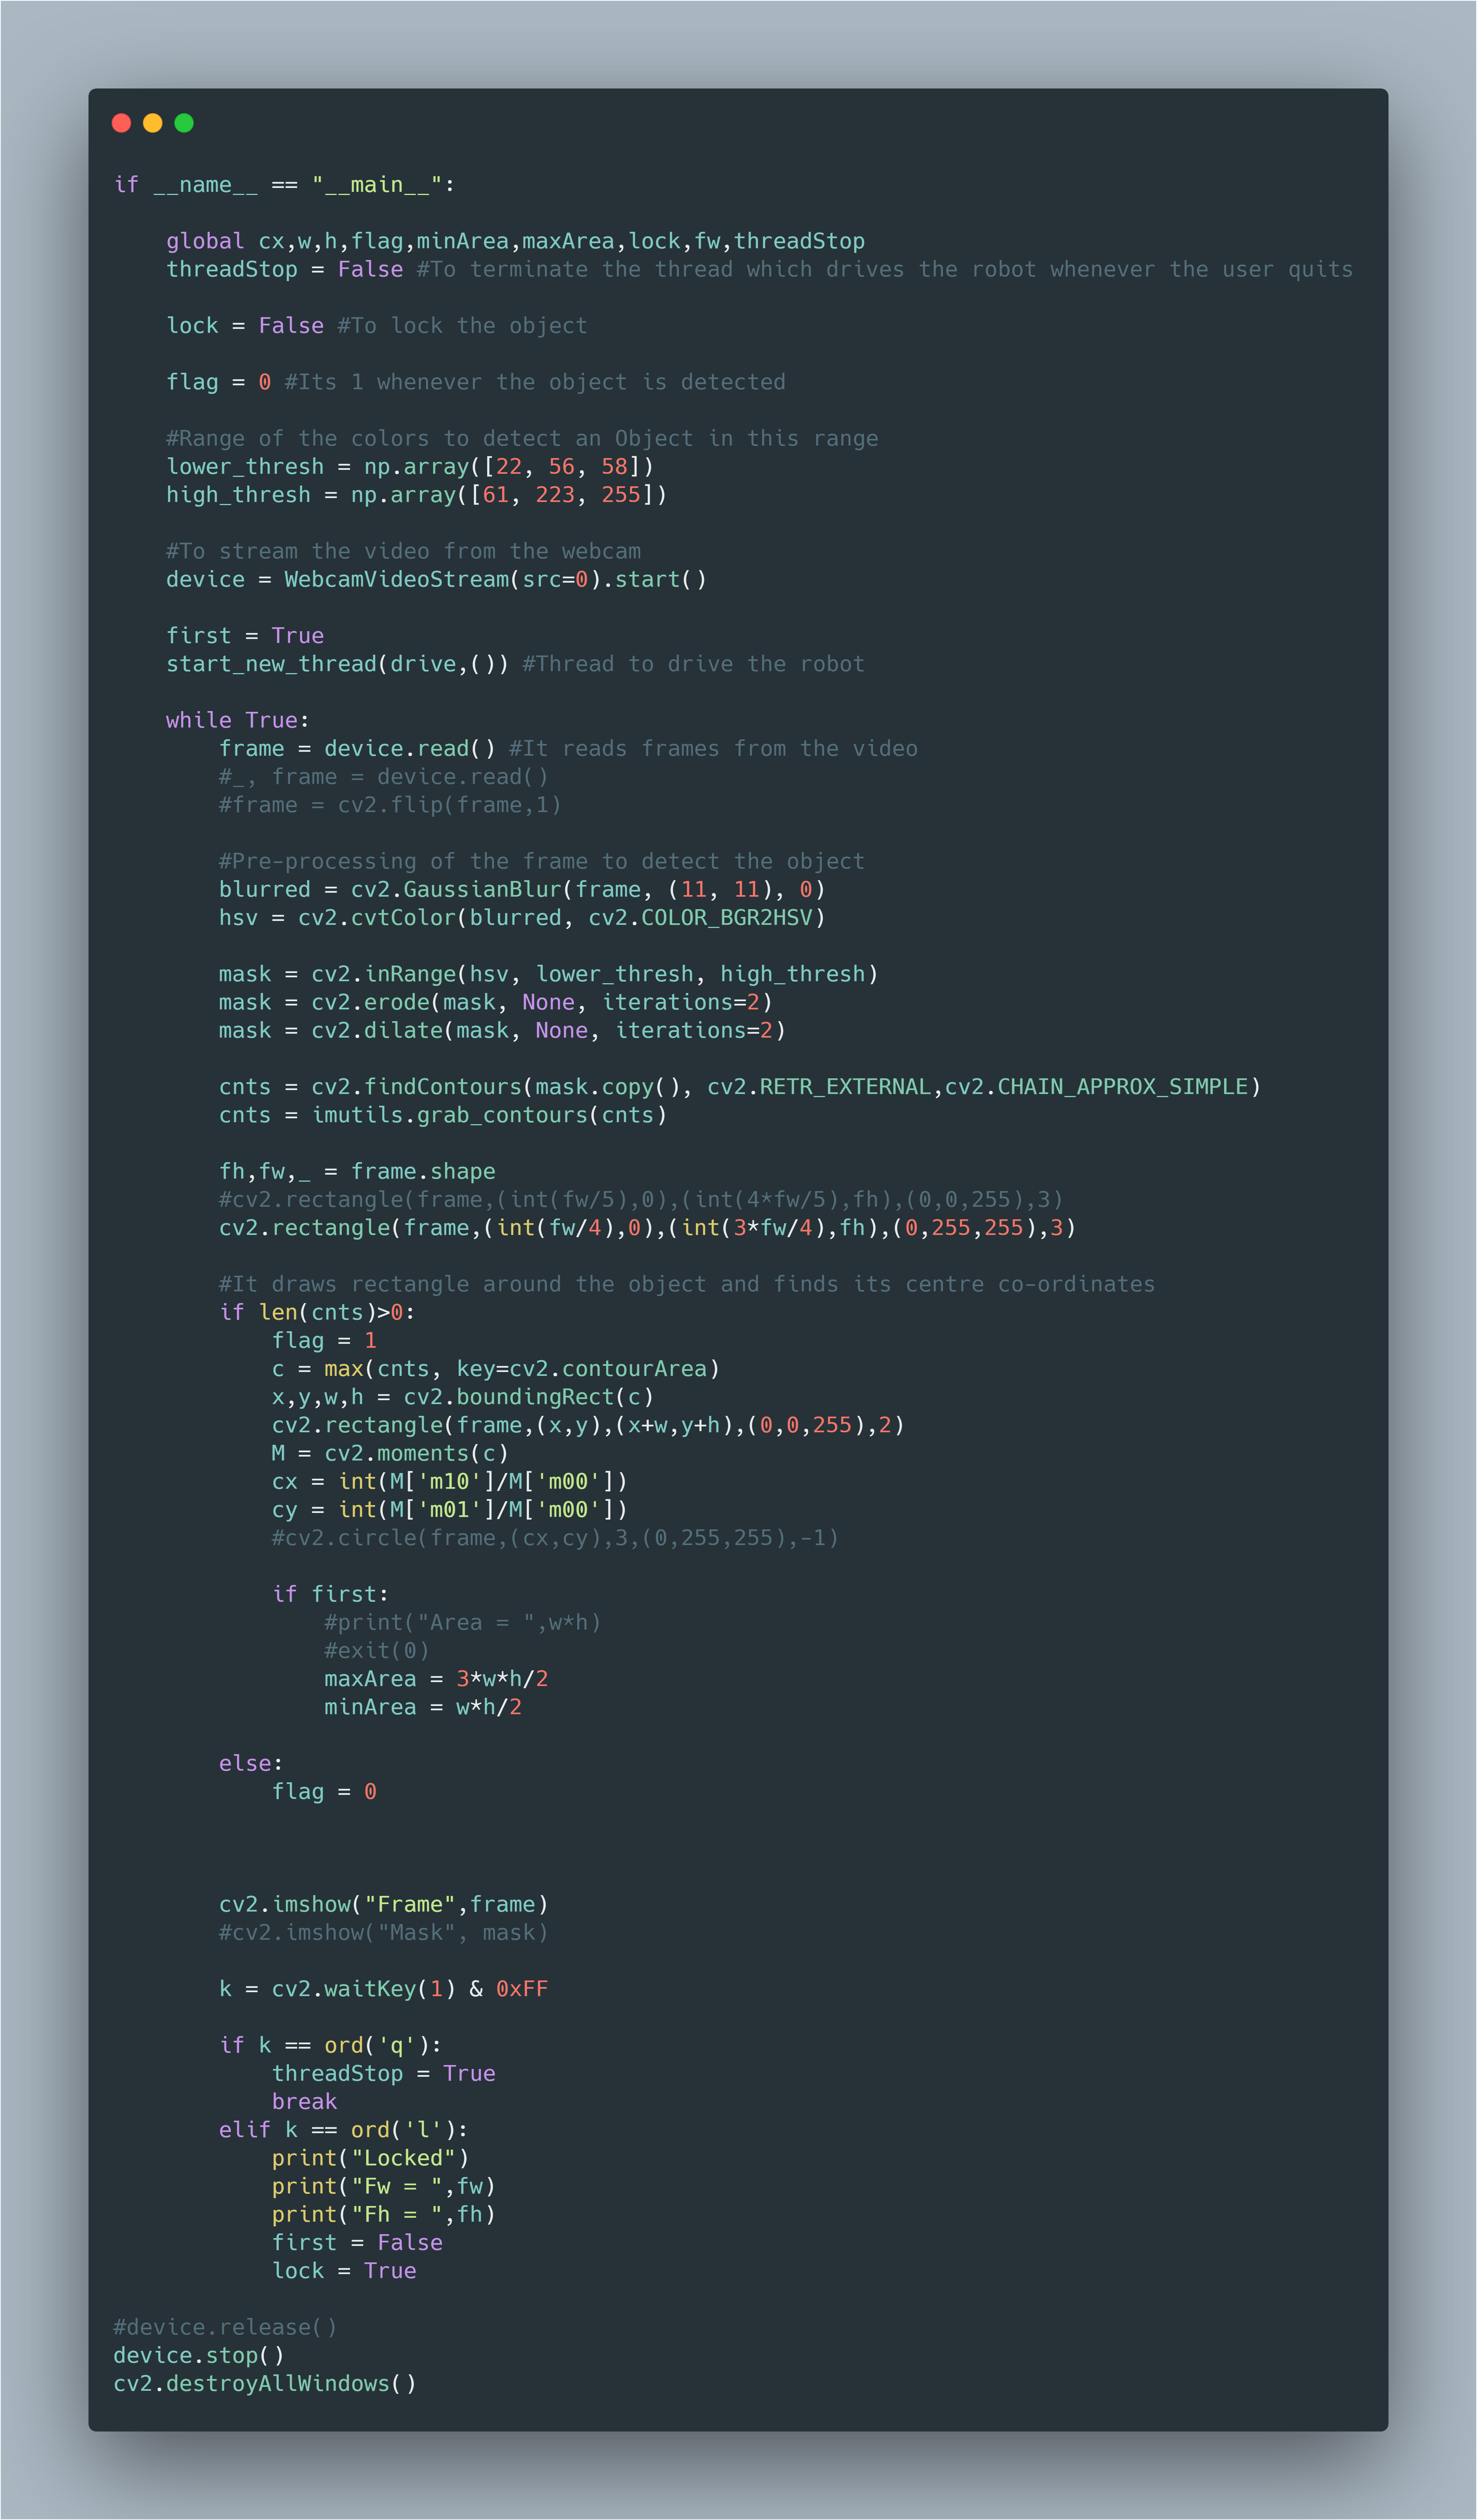 if __name__ == "__main__":
    global cx,w,h,flag,minArea,maxArea,lock,fw,threadStop
    threadStop = False #To terminate the thread which drives the robot whenever the user quits
    lock = False #To lock the object
    flag = 0 #Its 1 whenever the object is detected
    #Range of the colors to detect an Object in this range
    lower_thresh = np.array([22, 56, 58])
    high_thresh = np.array([61, 223, 255])
    #To stream the video from the webcam
    device = WebcamVideoStream(src=0).start()
    first = True
    start_new_thread(drive,()) #Thread to drive the robot
    while True:
        frame = device.read() #It reads frames from the video
        #_, frame = device.read()
        #frame = cv2.flip(frame,1)
        #Pre-processing of the frame to detect the object
        blurred = cv2.GaussianBlur(frame, (11, 11), 0)
        hsv = cv2.cvtColor(blurred, cv2.COLOR_BGR2HSV)
        mask = cv2.inRange(hsv, lower_thresh, high_thresh)
        mask = cv2.erode(mask, None, iterations=2)
        mask = cv2.dilate(mask, None, iterations=2)
        cnts = cv2.findContours(mask.copy(), cv2.RETR_EXTERNAL,cv2.CHAIN_APPROX_SIMPLE)
        cnts = imutils.grab_contours(cnts)
        fh,fw,_ = frame.shape
        #cv2.rectangle(frame,(int(fw/5),0),(int(4*fw/5),fh),(0,0,255),3)
        cv2.rectangle(frame,(int(fw/4),0),(int(3*fw/4),fh),(0,255,255),3)
        #It draws rectangle around the object and finds its centre co-ordinates
        if len(cnts)>0:
            flag = 1
            c = max(cnts, key=cv2.contourArea)
            x,y,w,h = cv2.boundingRect(c)
            cv2.rectangle(frame,(x,y),(x+w,y+h),(0,0,255),2)
            M = cv2.moments(c)
            cx = int(M['m10']/M['m00'])
            cy = int(M['m01']/M['m00'])
            #cv2.circle(frame,(cx,cy),3,(0,255,255),-1)
            if first:
                #print("Area = ",w*h)
                #exit(0)
                maxArea = 3*w*h/2
                minArea = w*h/2
        else:
            flag = 0
        cv2.imshow("Frame",frame)
        #cv2.imshow("Mask", mask)
        k = cv2.waitKey(1) & 0xFF
        if k == ord('q'):
            threadStop = True
            break
        elif k == ord('l'):
            print("Locked")
            print("Fw = ",fw)
            print("Fh = ",fh)
            first = False
            lock = True
#device.release()
device.stop()
cv2.destroyAllWindows()